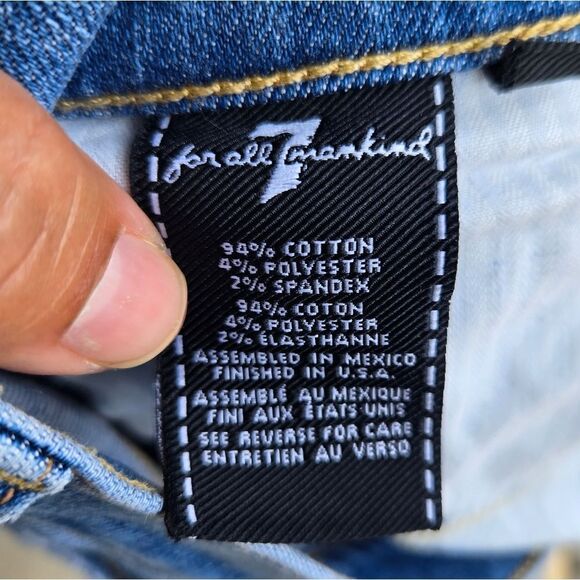 for all 7 mankind
94% COTTON
4% POLYESTER
2% SPANDEX
94% COTON
4% POLYESTER
2% ELASTHANNE
ASSEMBLED IN MEXICO
FINISHED IN U.S.A.
ASSEMBLÉ AU MEXIQUE
FINI AUX ÉTATS-UNIS
SEE REVERSE FOR CARE
ENTRETIEN AU VERSO